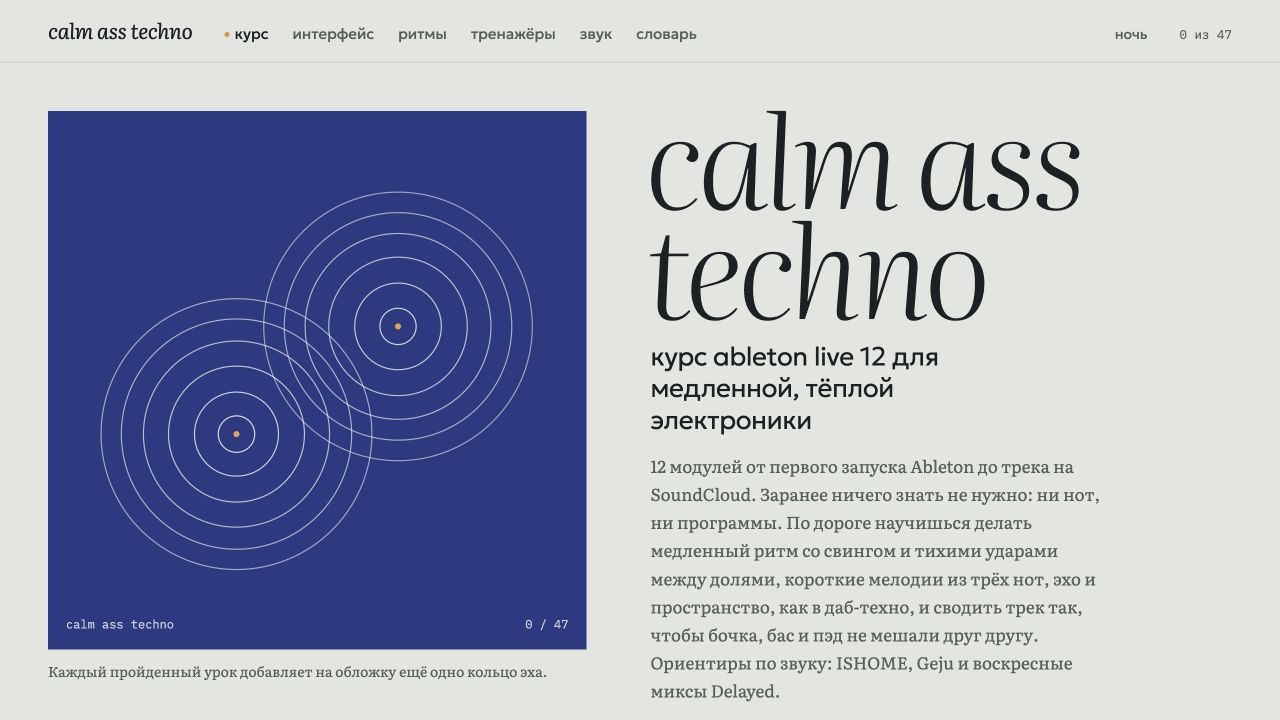 calm ass techno
курс
интерфейс
ритмы
тренажёры
звук
словарь
ночь
0 из 47
calm ass techno
0 / 47
Каждый пройденный урок добавляет на обложку ещё одно кольцо эха.
calm ass
techno
курс ableton live 12 для
медленной, тёплой
электроники
12 модулей от первого запуска Ableton до трека на
SoundCloud. Заранее ничего знать не нужно: ни нот,
ни программы. По дороге научишься делать
медленный ритм со свингом и тихими ударами
между долями, короткие мелодии из трёх нот, эхо и
пространство, как в даб-техно, и сводить трек так,
чтобы бочка, бас и пэд не мешали друг другу.
Ориентиры по звуку: ISHOME, Geju и воскресные
миксы Delayed.